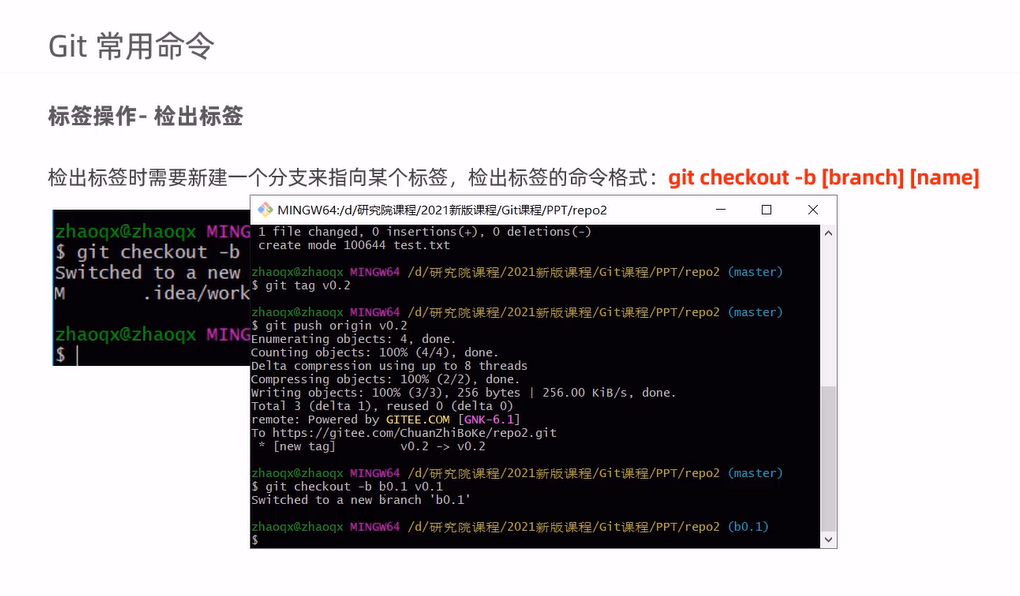 Git 常用命令
标签操作- 检出标签
检出标签时需要新建一个分支来指向某个标签，检出标签的命令格式：git checkout -b [branch] [name]
zhaoqx@zhaoqx MING
$ git checkout -b
Switched to a new
M .idea/work
zhaoqx@zhaoqx MING
$
MINGW64:/d/研究院课程/2021新版课程/Git课程/PPT/repo2
1 file changed, 0 insertions(+), 0 deletions(-)
create mode 100644 test.txt
zhaoqx@zhaoqx MINGW64 /d/研究院课程/2021新版课程/Git课程/PPT/repo2 (master)
$ git tag v0.2
zhaoqx@zhaoqx MINGW64 /d/研究院课程/2021新版课程/Git课程/PPT/repo2 (master)
$ git push origin v0.2
Enumerating objects: 4, done.
Counting objects: 100% (4/4), done.
Delta compression using up to 8 threads
Compressing objects: 100% (2/2), done.
Writing objects: 100% (3/3), 256 bytes | 256.00 KiB/s, done.
Total 3 (delta 1), reused 0 (delta 0)
remote: Powered by GITEE.COM [GNK-6.1]
To https://gitee.com/ChuanZhiBoKe/repo2.git
* [new tag] v0.2 -> v0.2
zhaoqx@zhaoqx MINGW64 /d/研究院课程/2021新版课程/Git课程/PPT/repo2 (master)
$ git checkout -b b0.1 v0.1
Switched to a new branch 'b0.1'
zhaoqx@zhaoqx MINGW64 /d/研究院课程/2021新版课程/Git课程/PPT/repo2 (b0.1)
$